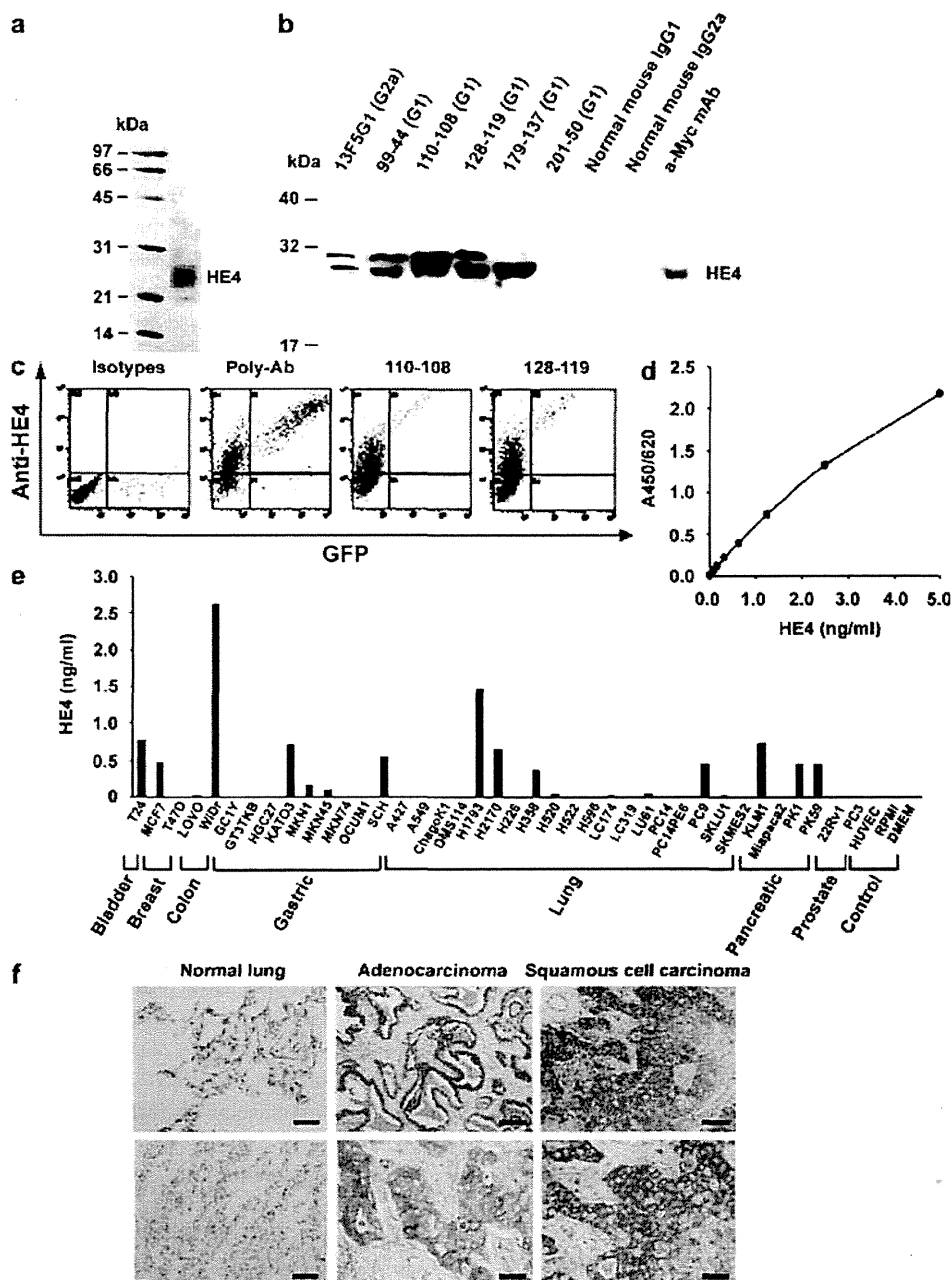 a
kDa
97
66
45
31
21
14
HE4
b
kDa
13F5G1 (G2a)
99-44 (G1)
110-108 (G1)
128-119 (G1)
179-137 (G1)
201-50 (G1)
Normal mouse IgG1
Normal mouse IgG2a
a-Myc mAb
40
32
17
HE4
c
Isotypes
Poly-Ab
110-108
128-119
Anti-HE4
GFP
d
2.5
2.0
1.5
1.0
0.5
0.0
A450/620
0.0 1.0 2.0 3.0 4.0 5.0
HE4 (ng/ml)
e
3.0
2.5
2.0
1.5
1.0
0.5
0
HE4 (ng/ml)
T24
MCF7
T47D
LOVO
WiDr
GC1Y
GT3TKB
HGC27
KATO3
MKN1
MKN45
MKN74
OCUM1
SCH
A427
A549
ChagoK1
DMS114
H1793
H2170
H226
H358
H520
H522
H596
LC174
LC319
LU61
PC14
PC14PE6
PC9
SKLU1
SKMES2
KLM1
Miapaca2
PK1
PK59
22Rv1
PC3
HUVEC
RPMI
DMEM
Bladder
Breast
Colon
Gastric
Lung
Pancreatic
Prostate
Control
f
Normal lung
Adenocarcinoma
Squamous cell carcinoma